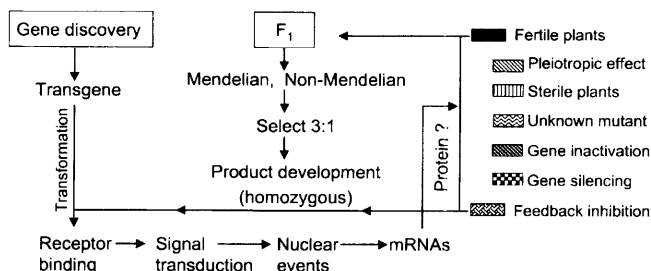 Gene discovery
F1
Transgene
Mendelian, Non-Mendelian
Select 3:1
Product development
(homozygous)
Transformation
Protein ?
Receptor
binding
Signal
transduction
Nuclear
events
mRNAs
Fertile plants
Pleiotropic effect
Sterile plants
Unknown mutant
Gene inactivation
Gene silencing
Feedback inhibition